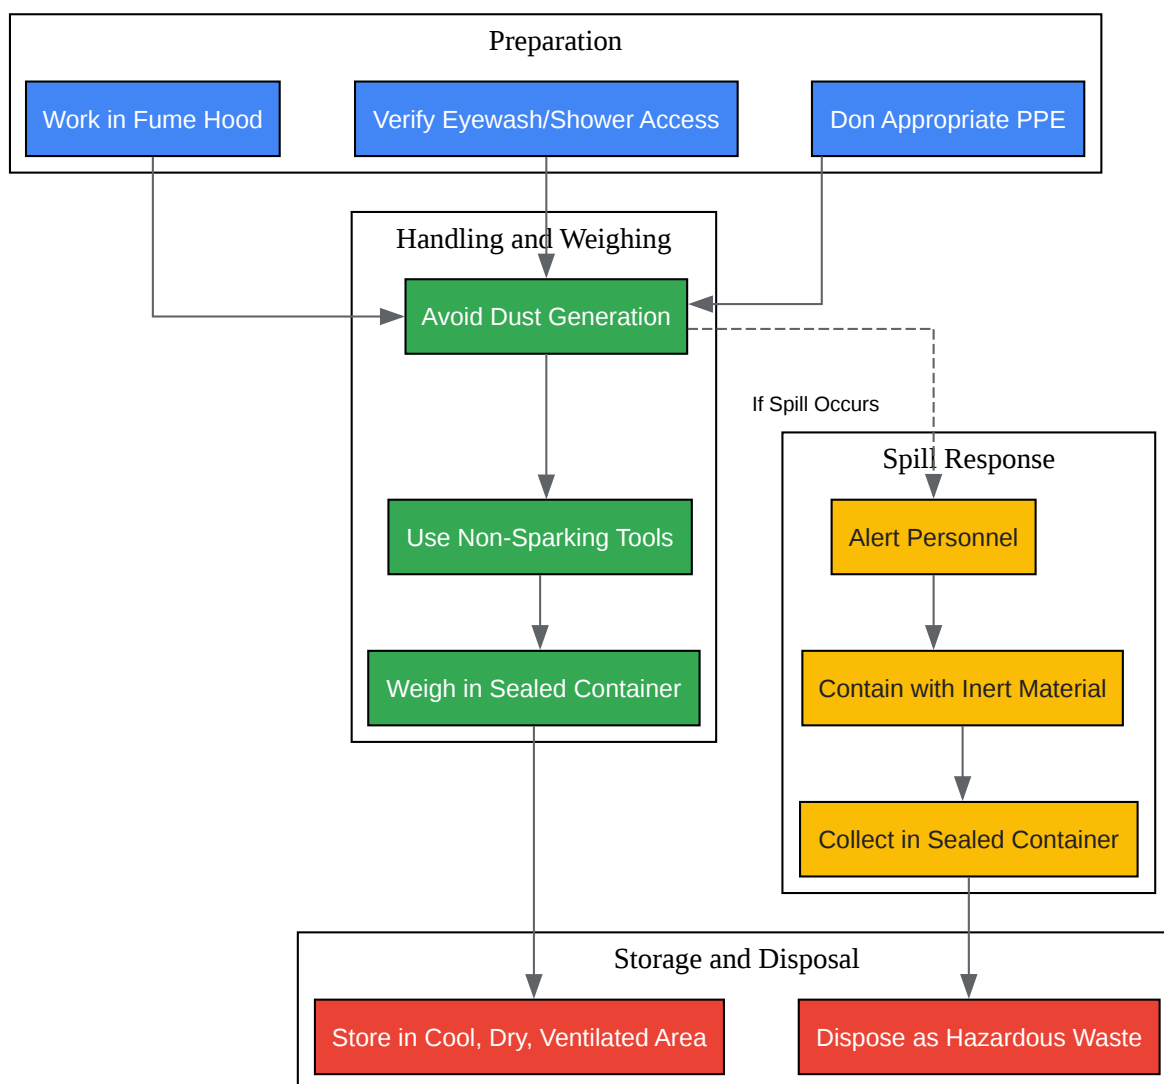 Preparation
Work in Fume Hood
Verify Eyewash/Shower Access
Don Appropriate PPE
Handling and Weighing
Avoid Dust Generation
If Spill Occurs
Spill Response
Use Non-Sparking Tools
Alert Personnel
Weigh in Sealed Container
Contain with Inert Material
Collect in Sealed Container
Storage and Disposal
Store in Cool, Dry, Ventilated Area
Dispose as Hazardous Waste